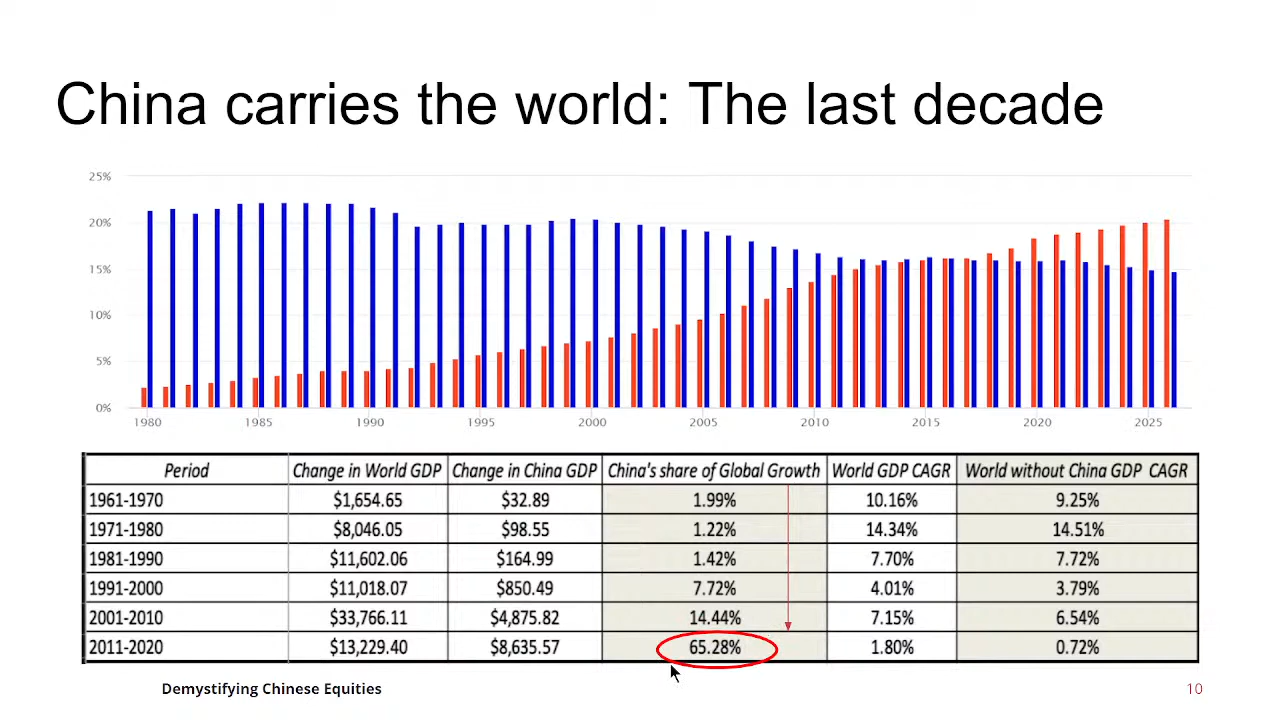 China carries the world: The last decade
25%
20%
15%
10%
5%
0%
1980 1985 1990 1995 2000 2005 2010 2015 2020 2025
Period Change in World GDP Change in China GDP China's share of Global Growth World GDP CAGR World without China GDP CAGR
1961-1970 $1,654.65 $32.89 1.99% 10.16% 9.25%
1971-1980 $8,046.05 $98.55 1.22% 14.34% 14.51%
1981-1990 $11,602.06 $164.99 1.42% 7.70% 7.72%
1991-2000 $11,018.07 $850.49 7.72% 4.01% 3.79%
2001-2010 $33,766.11 $4,875.82 14.44% 7.15% 6.54%
2011-2020 $13,229.40 $8,635.57 65.28% 1.80% 0.72%
Demystifying Chinese Equities 10